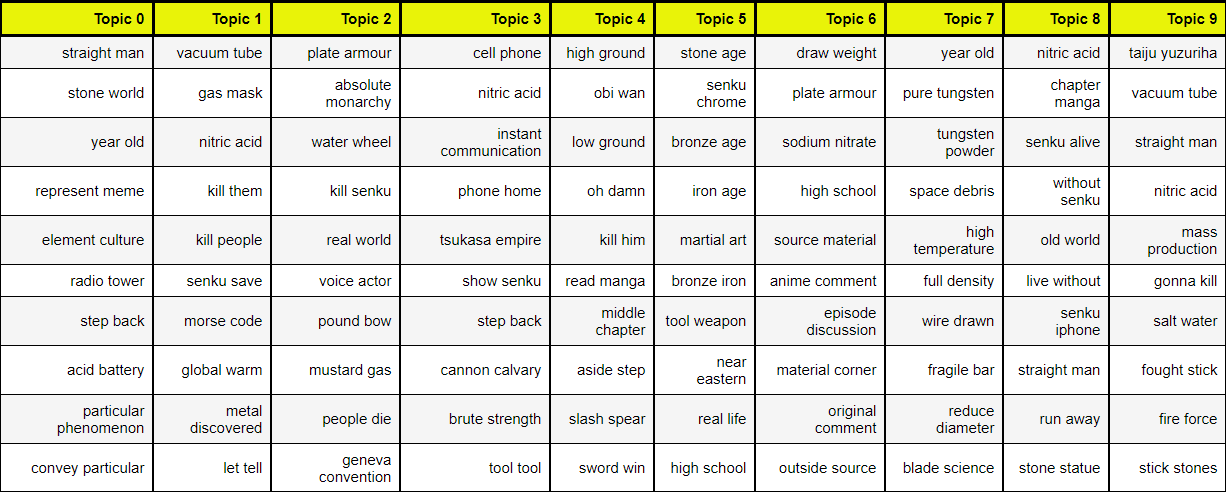 Topic 0 Topic 1 Topic 2 Topic 3 Topic 4 Topic 5 Topic 6 Topic 7 Topic 8 Topic 9
straight man vacuum tube plate armour cell phone high ground stone age draw weight year old nitric acid taiju yuzuriha
stone world gas mask absolute monarchy nitric acid obi wan senku chrome plate armour pure tungsten chapter manga vacuum tube
year old nitric acid water wheel instant communication low ground bronze age sodium nitrate tungsten powder senku alive straight man
represent meme kill them kill senku phone home oh damn iron age high school space debris without senku nitric acid
element culture kill people real world tsukasa empire kill him martial art source material high temperature old world mass production
radio tower senku save voice actor show senku read manga bronze iron anime comment full density live without gonna kill
step back morse code pound bow step back middle chapter tool weapon episode discussion wire drawn senku iphone salt water
acid battery global warm mustard gas cannon calvary aside step near eastern material corner fragile bar straight man fought stick
particular phenomenon metal discovered people die brute strength slash spear real life original comment reduce diameter run away fire force
convey particular let tell geneva convention tool tool sword win high school outside source blade science stone statue stick stones